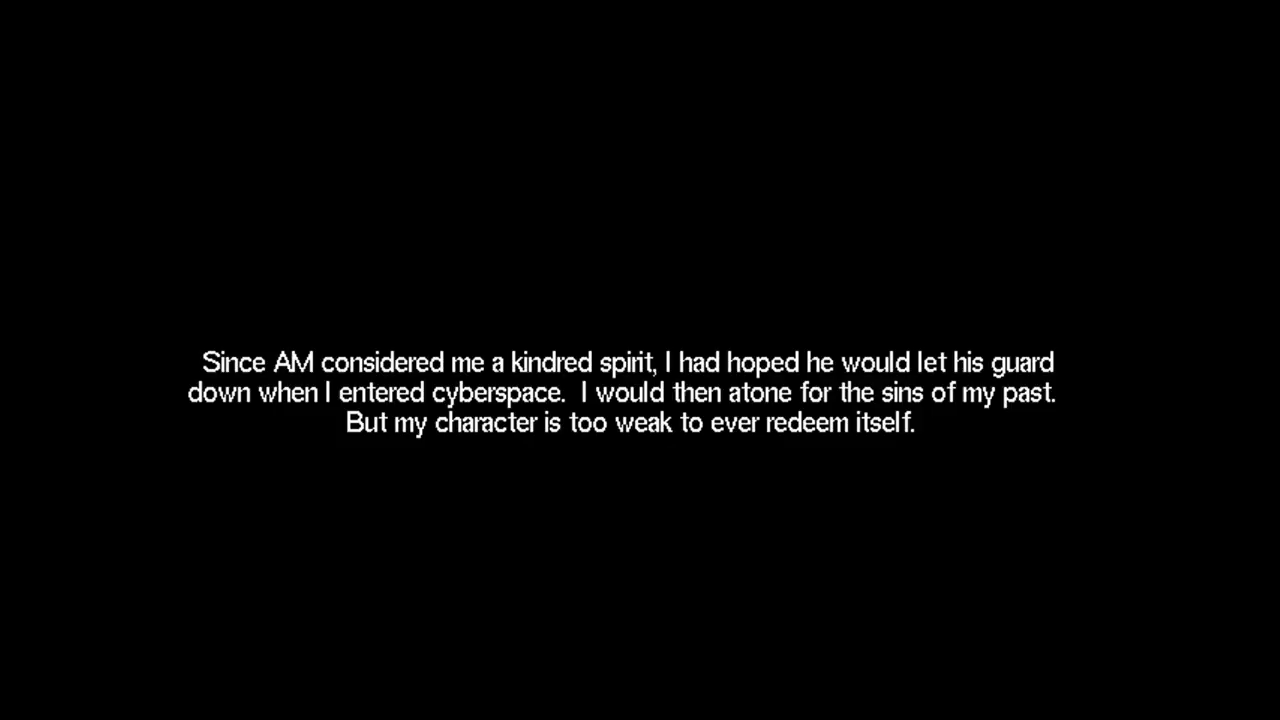 Since AM considered me a kindred spirit, I had hoped he would let his guard
down when I entered cyberspace.  I would then atone for the sins of my past.
But my character is too weak to ever redeem itself.